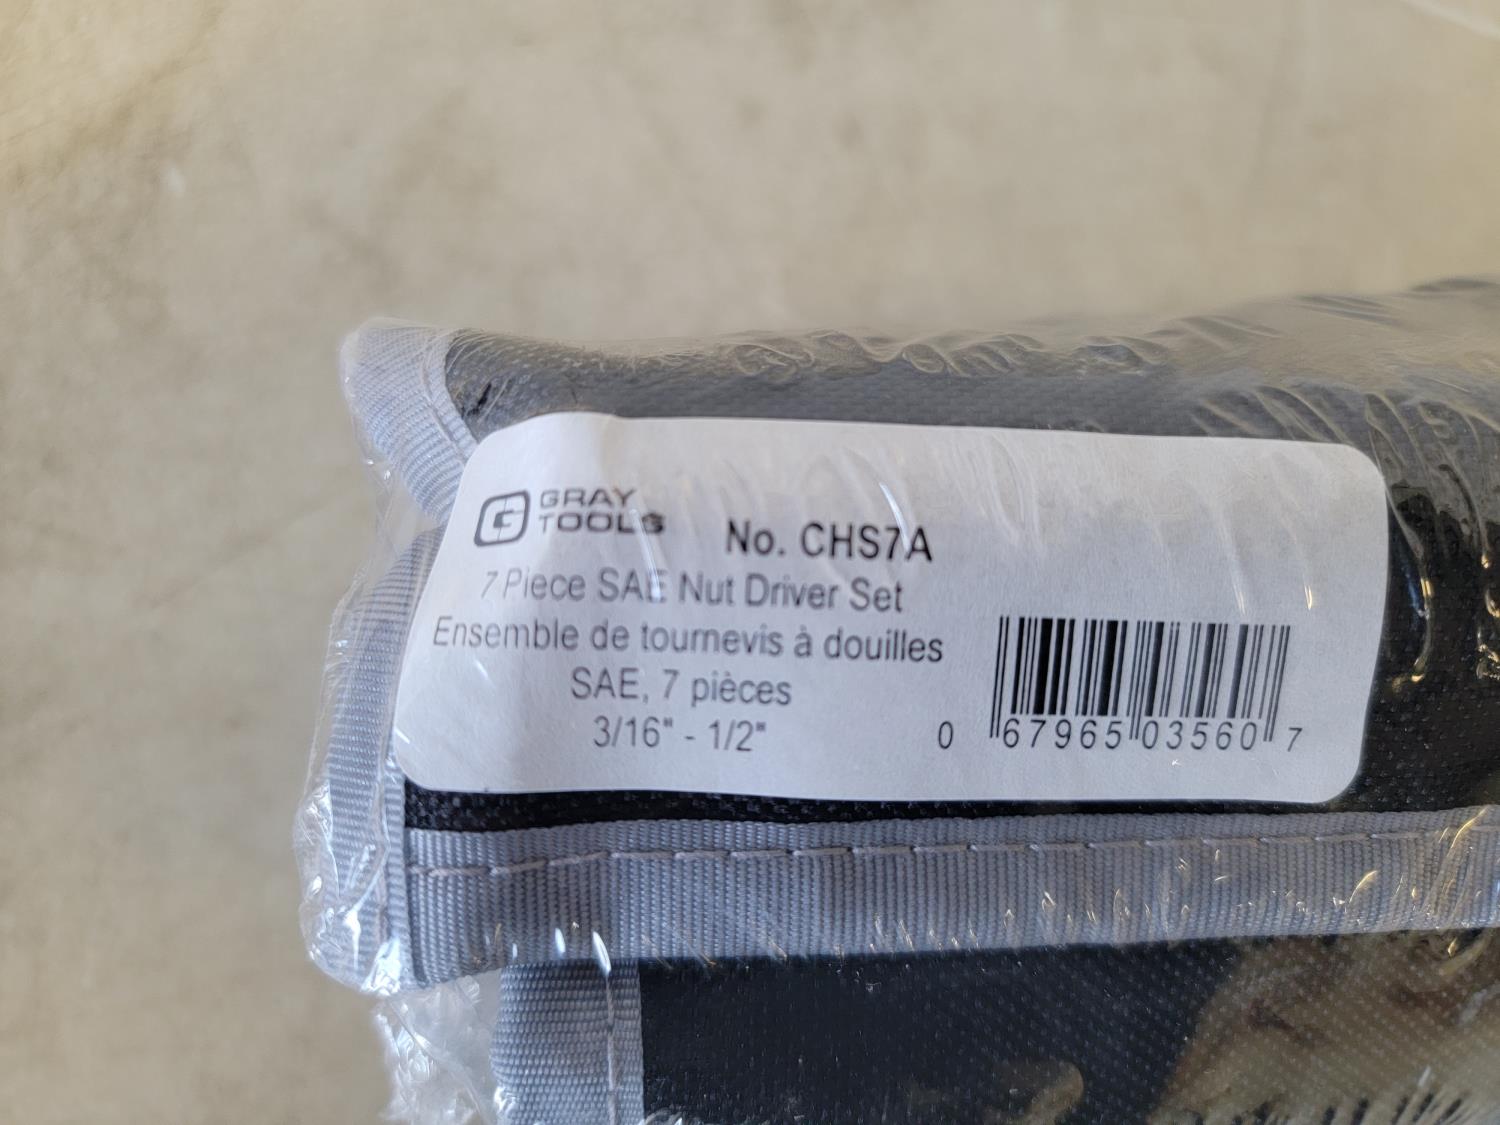 GRAY
TOOLS
No. CHS7A
7 Piece SAE Nut Driver Set
Ensemble de tournevis à douilles
SAE, 7 pièces
3/16" - 1/2"
0 67965 03560 7